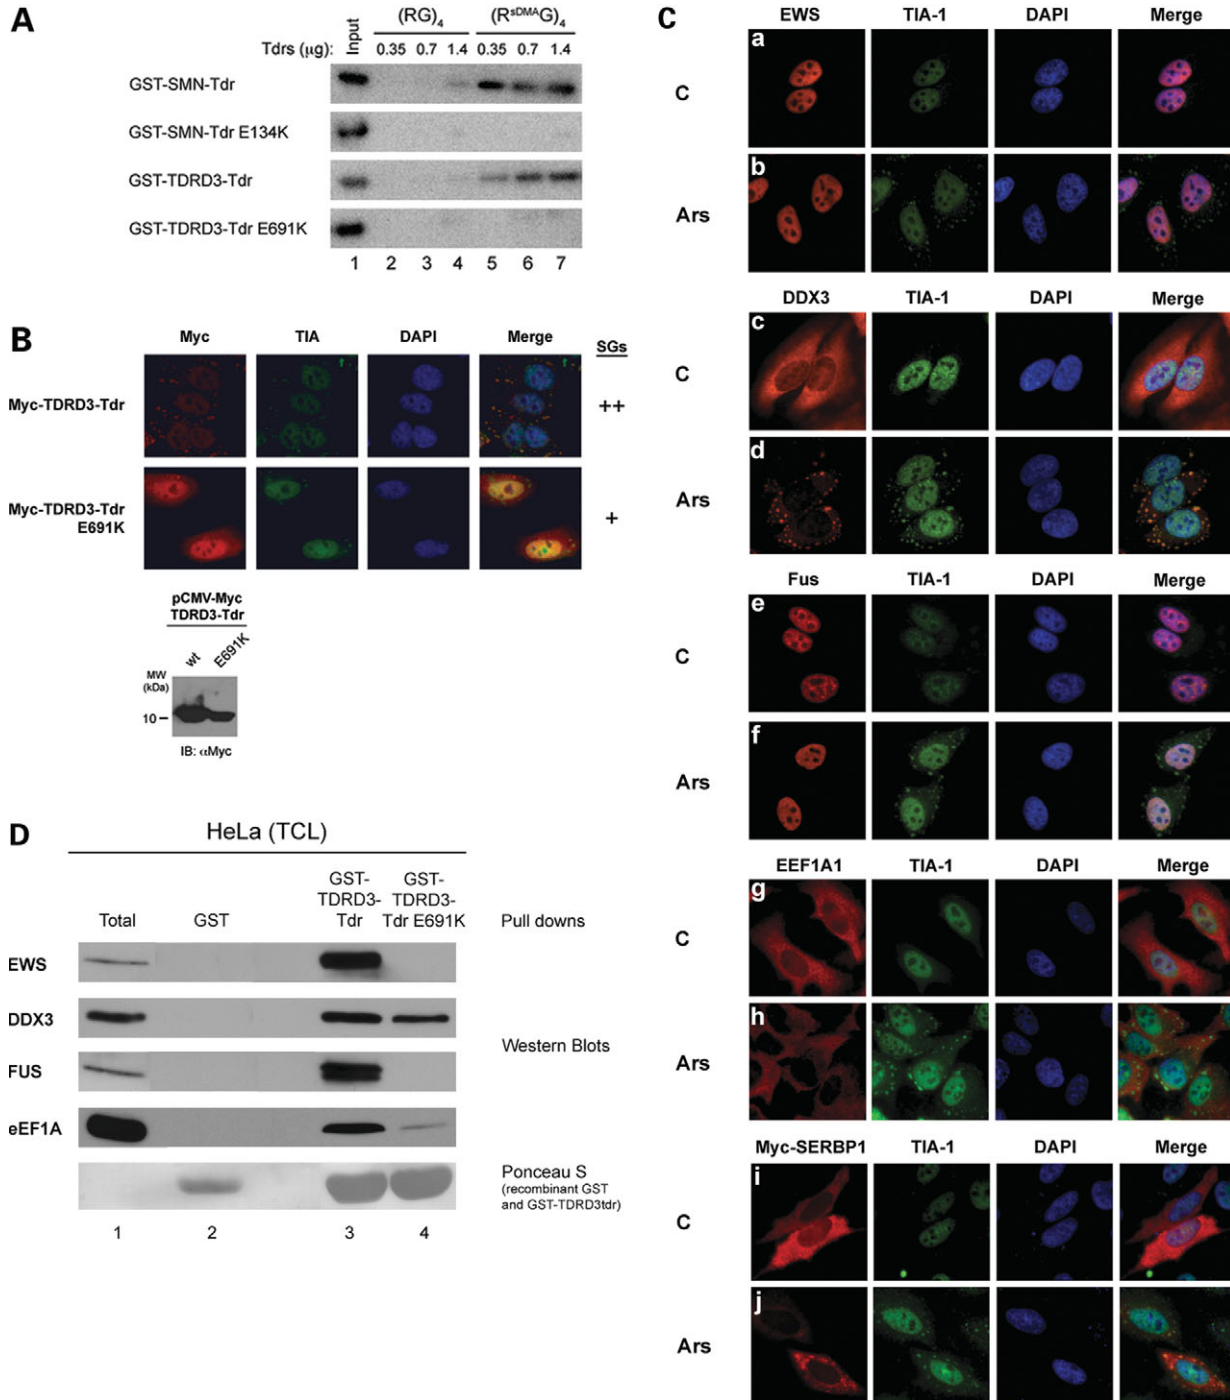 A
Input
(RG)4
(RsDMAG)4
Tdrs (μg):
0.35 0.7 1.4 0.35 0.7 1.4
GST-SMN-Tdr
GST-SMN-Tdr E134K
GST-TDRD3-Tdr
GST-TDRD3-Tdr E691K
1 2 3 4 5 6 7
B
Myc TIA DAPI Merge
SGs
Myc-TDRD3-Tdr
++
Myc-TDRD3-Tdr
E691K
+
pCMV-Myc
TDRD3-Tdr
wt E691K
MW
(kDa)
10
IB: αMyc
C
EWS TIA-1 DAPI Merge
a
C
b
Ars
DDX3 TIA-1 DAPI Merge
c
C
d
Ars
Fus TIA-1 DAPI Merge
e
C
f
Ars
EEF1A1 TIA-1 DAPI Merge
g
C
h
Ars
Myc-SERBP1 TIA-1 DAPI Merge
i
C
j
Ars
D
HeLa (TCL)
Total
GST
GST-
TDRD3-
Tdr
GST-
TDRD3-
Tdr E691K
Pull downs
EWS
DDX3
FUS
eEF1A
Western Blots
Ponceau S
(recombinant GST
and GST-TDRD3tdr)
1 2 3 4